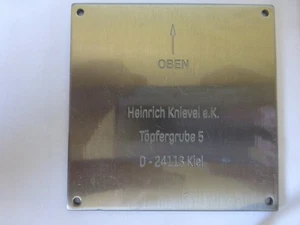 OBEN
Heinrich Knievel e.K.
Töpfergrube 5
D - 24113 Kiel